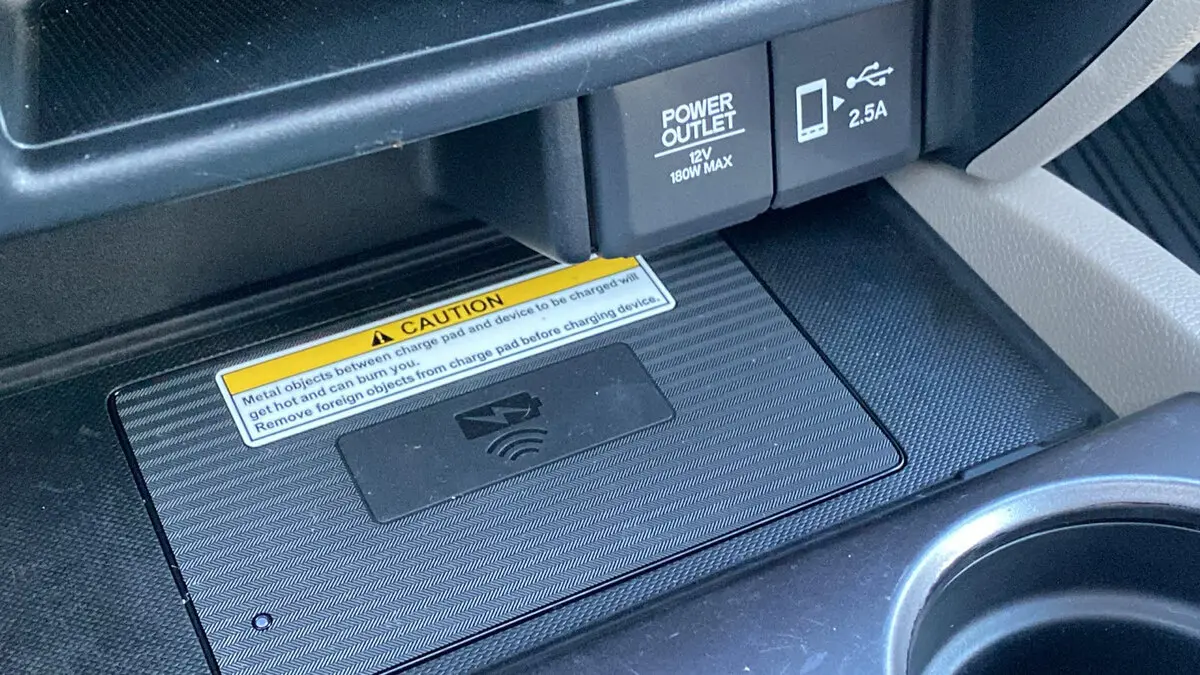 POWER
OUTLET
12V
180W MAX
2.5A
CAUTION
Metal objects between charge pad and device to be charged will
get hot and can burn you.
Remove foreign objects from charge pad before charging device.